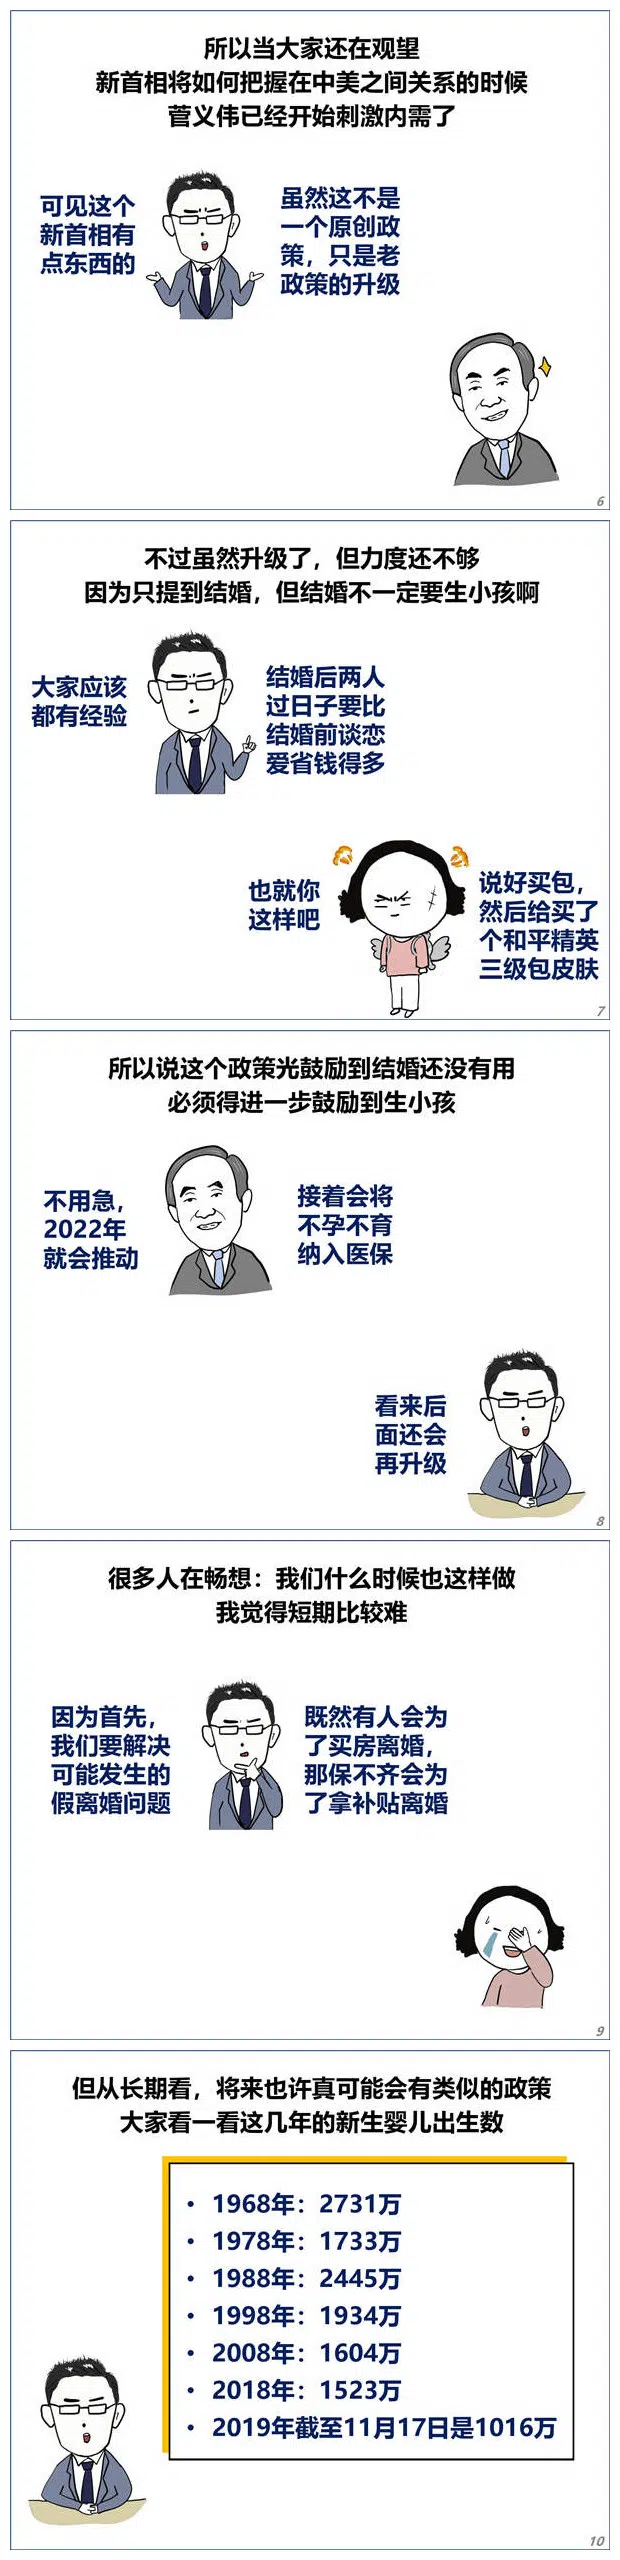 所以当大家还在观望
新首相将如何把握在中美之间关系的时候
菅义伟已经开始刺激内需了
可见这个
新首相有
点东西的
虽然这不是
一个原创政
策，只是老
政策的升级
6
不过虽然升级了，但力度还不够
因为只提到结婚，但结婚不一定要生小孩啊
大家应该
都有经验
结婚后两人
过日子要比
结婚前谈恋
爱省钱得多
也就你
这样吧
说好买包，
然后给买了
个和平精英
三级包皮肤
7
所以说这个政策光鼓励到结婚还没有用
必须得进一步鼓励到生小孩
不用急，
2022年
就会推动
接着会将
不孕不育
纳入医保
看来后
面还会
再升级
8
很多人在畅想：我们什么时候也这样做
我觉得短期比较难
因为首先，
我们要解决
可能发生的
假离婚问题
既然有人会为
了买房离婚，
那保不齐会为
了拿补贴离婚
9
但从长期看，将来也许真可能会有类似的政策
大家看一看这几年的新生婴儿出生数
• 1968年：2731万
• 1978年：1733万
• 1988年：2445万
• 1998年：1934万
• 2008年：1604万
• 2018年：1523万
• 2019年截至11月17日是1016万
10